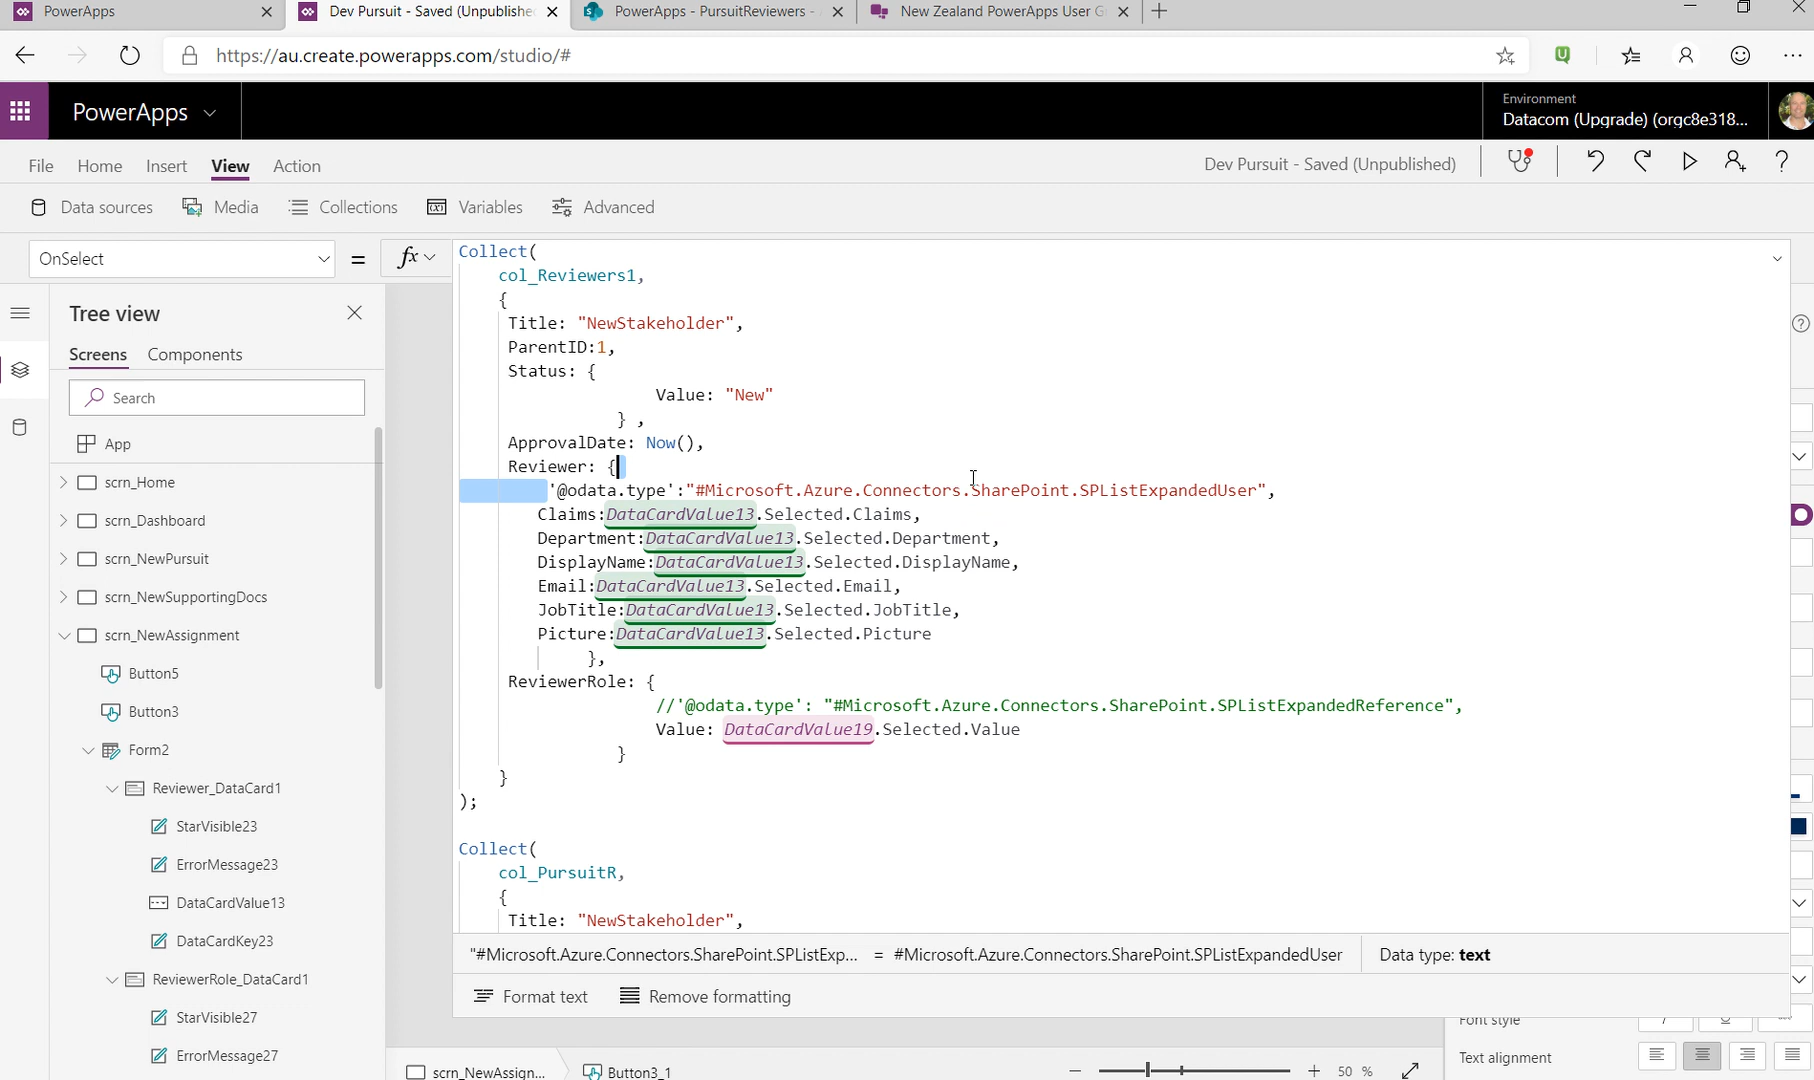 PowerApps
Dev Pursuit - Saved (Unpublishe
PowerApps - PursuitReviewers -
New Zealand PowerApps User G
https://au.create.powerapps.com/studio/#
PowerApps
Environment
Datacom (Upgrade) (orgc8e318...
File Home Insert View Action
Dev Pursuit - Saved (Unpublished)
Data sources Media Collections Variables Advanced
OnSelect = fx
Tree view
Screens Components
Search
App
scrn_Home
scrn_Dashboard
scrn_NewPursuit
scrn_NewSupportingDocs
scrn_NewAssignment
Button5
Button3
Form2
Reviewer_DataCard1
StarVisible23
ErrorMessage23
DataCardValue13
DataCardKey23
ReviewerRole_DataCard1
StarVisible27
ErrorMessage27
Collect(
col_Reviewers1,
{
Title: "NewStakeholder",
ParentID:1,
Status: {
Value: "New"
} ,
ApprovalDate: Now(),
Reviewer: {
'@odata.type':"#Microsoft.Azure.Connectors.SharePoint.SPListExpandedUser",
Claims:DataCardValue13.Selected.Claims,
Department:DataCardValue13.Selected.Department,
DisplayName:DataCardValue13.Selected.DisplayName,
Email:DataCardValue13.Selected.Email,
JobTitle:DataCardValue13.Selected.JobTitle,
Picture:DataCardValue13.Selected.Picture
},
ReviewerRole: {
//'@odata.type': "#Microsoft.Azure.Connectors.SharePoint.SPListExpandedReference",
Value: DataCardValue19.Selected.Value
}
}
);
Collect(
col_PursuitR,
{
Title: "NewStakeholder",
"#Microsoft.Azure.Connectors.SharePoint.SPListExp... = #Microsoft.Azure.Connectors.SharePoint.SPListExpandedUser
Data type: text
Format text Remove formatting
Font style
Text alignment
scrn_NewAssign... Button3_1
50 %